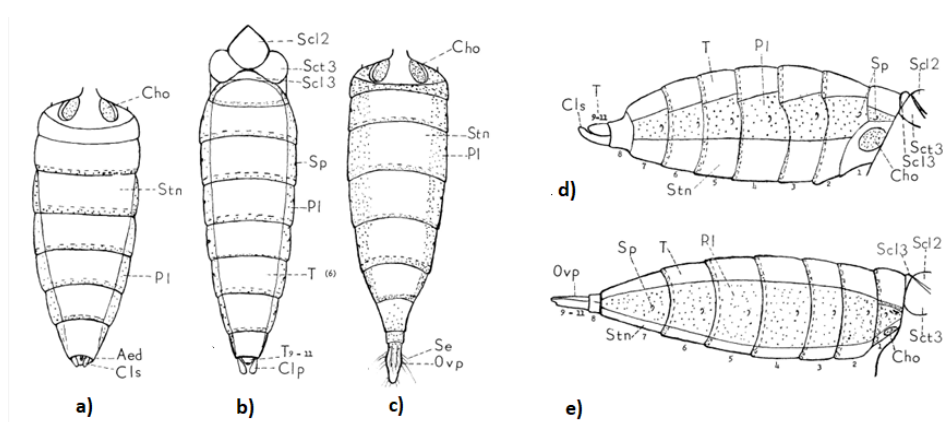 Cho
Stn
Pl
Aed
Cls
a)
Scl2
Sct3
Scl3
Sp
Pl
T (6)
T9-11
Clp
b)
Cho
Stn
Pl
Se
Ovp
c)
T
Pl
Sp
Scl2
Cls
T
9-11
8
7
6
5
4
3
2
1
Stn
Sct3
Scl3
Cho
d)
Ovp
Sp
T
Pl
Scl3
Scl2
9-11
8
Stn
7
6
5
4
3
2
1
Sct3
Cho
e)